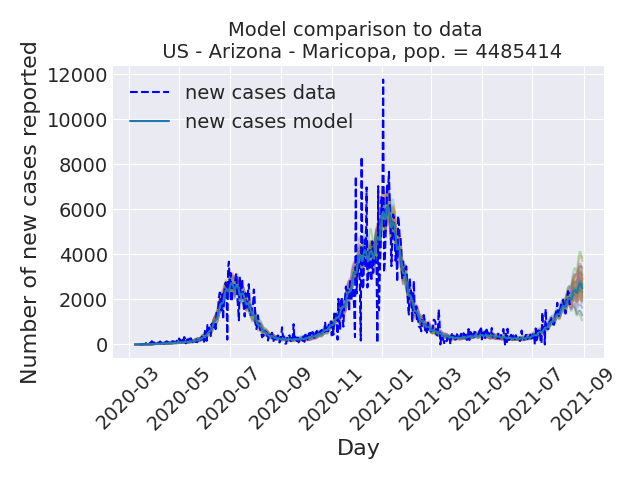 Model comparison to data
US - Arizona - Maricopa, pop. = 4485414
Number of new cases reported
12000
10000
8000
6000
4000
2000
0
new cases data
new cases model
2020-03
2020-05
2020-07
2020-09
2020-11
2021-01
2021-03
2021-05
2021-07
2021-09
Day